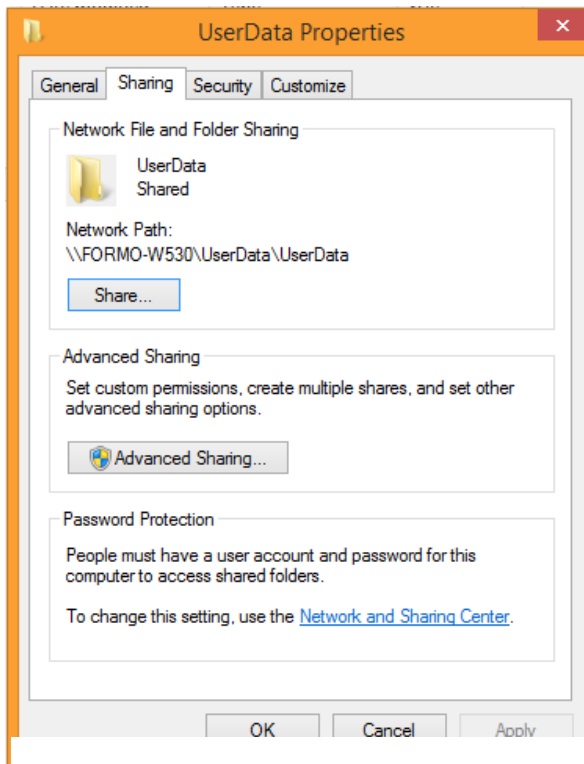 UserData Properties
General Sharing Security Customize
Network File and Folder Sharing
UserData
Shared
Network Path:
\\FORMO-W530\UserData\UserData
Share...
Advanced Sharing
Set custom permissions, create multiple shares, and set other
advanced sharing options.
Advanced Sharing...
Password Protection
People must have a user account and password for this
computer to access shared folders.
To change this setting, use the Network and Sharing Center.
OK Cancel Apply